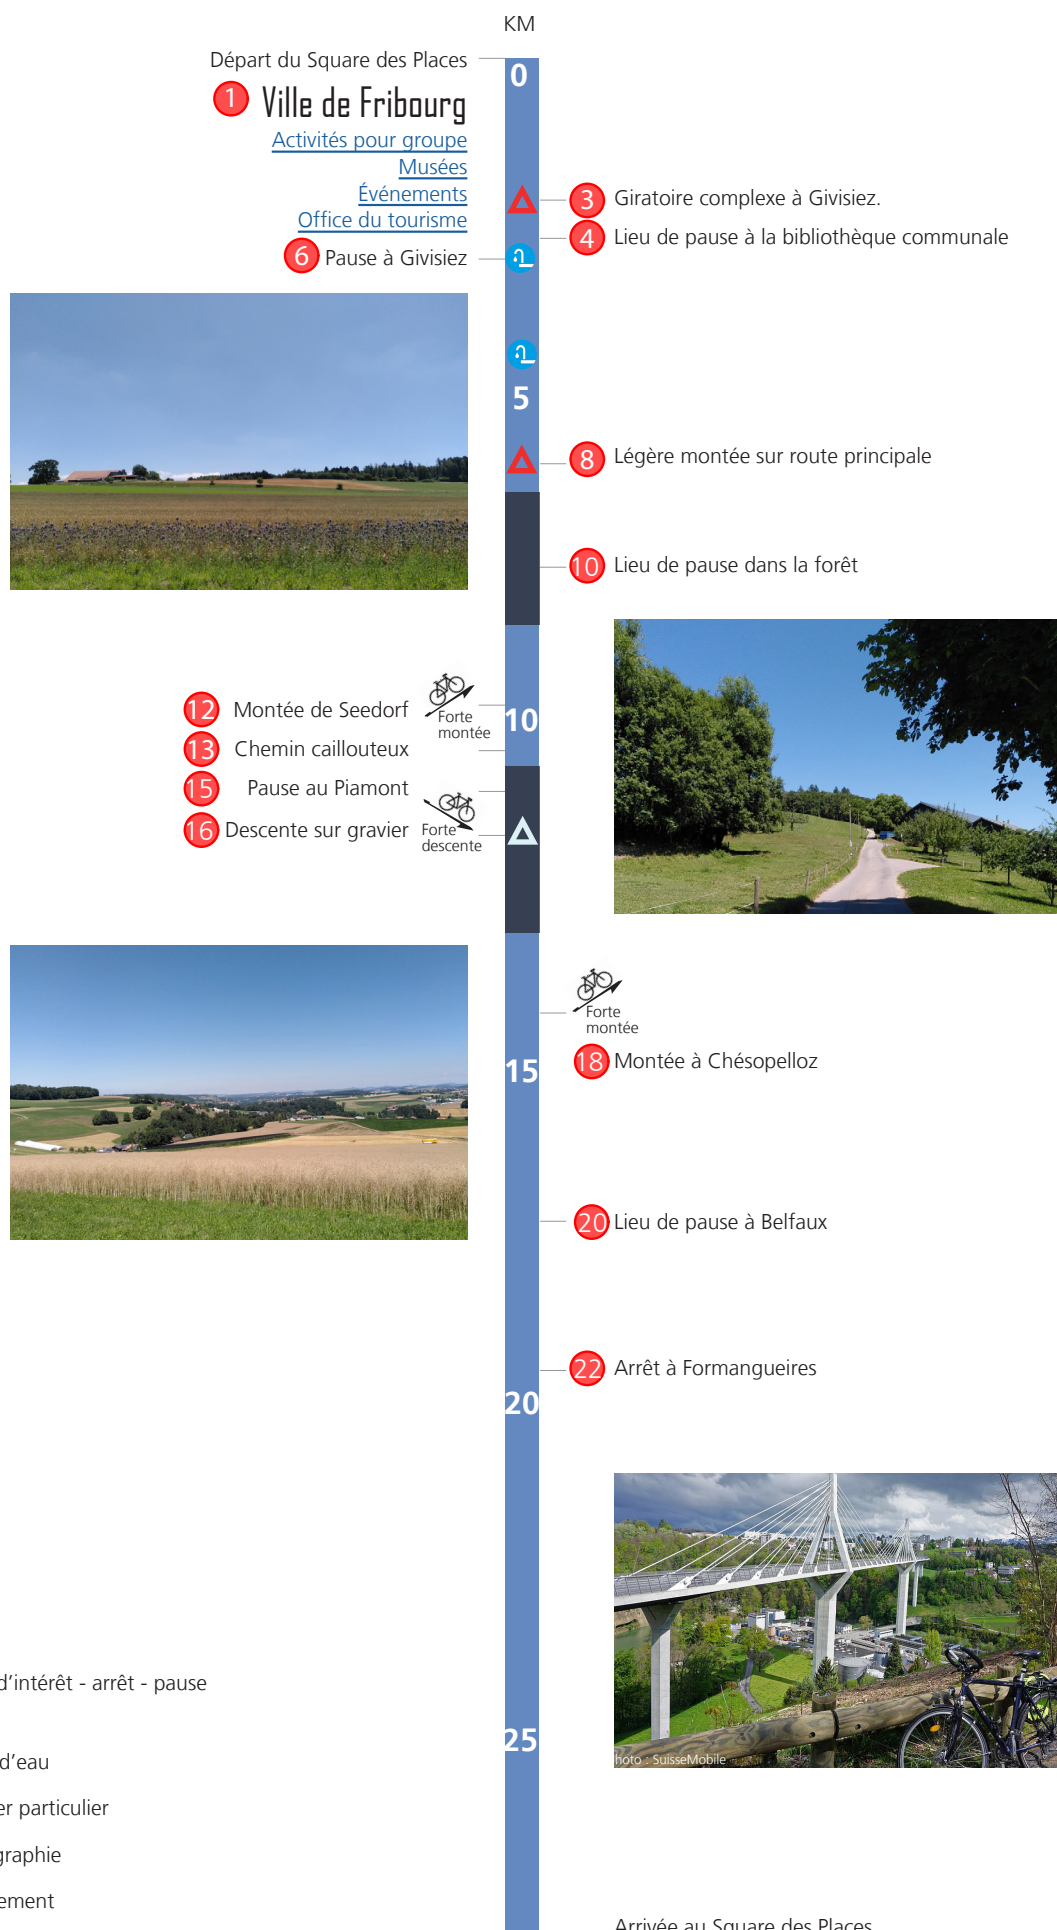 KM
Départ du Square des Places
0
1 Ville de Fribourg
Activités pour groupe
Musées
Événements
Office du tourisme
3 Giratoire complexe à Givisiez.
4 Lieu de pause à la bibliothèque communale
6 Pause à Givisiez
5
8 Légère montée sur route principale
10 Lieu de pause dans la forêt
12 Montée de Seedorf
Forte
montée
10
13 Chemin caillouteux
15 Pause au Piamont
16 Descente sur gravier
Forte
descente
Forte
montée
15
18 Montée à Chésopelloz
20 Lieu de pause à Belfaux
22 Arrêt à Formangueires
20
d’intérêt - arrêt - pause
25
hoto : SuisseMobile
d’eau
er particulier
graphie
ement
Arrivée au Square des Places